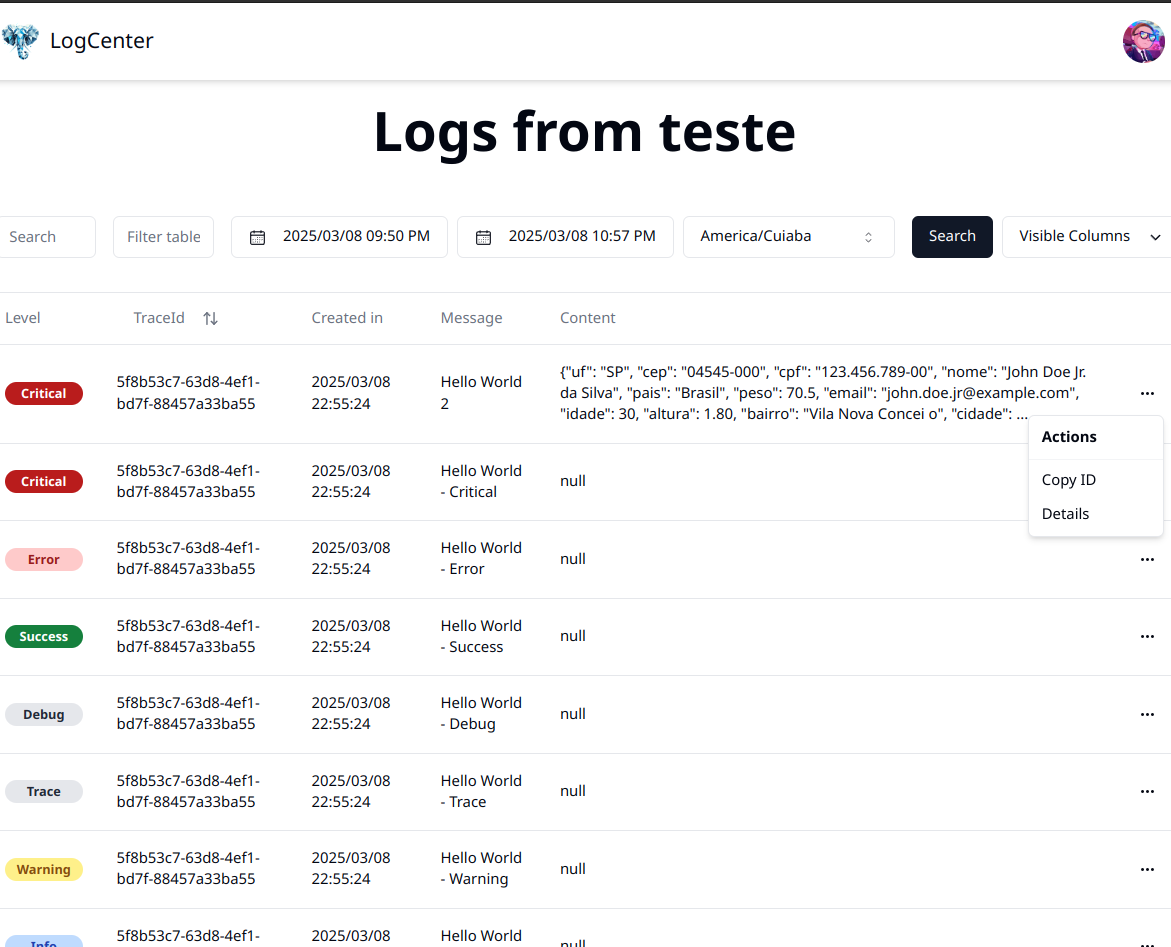 LogCenter
Logs from teste
Search
Filter table
2025/03/08 09:50 PM
2025/03/08 10:57 PM
America/Cuiaba
Search
Visible Columns
Level
TraceId
Created in
Message
Content
Critical
5f8b53c7-63d8-4ef1-
bd7f-88457a33ba55
2025/03/08
22:55:24
Hello World
2
{"uf": "SP", "cep": "04545-000", "cpf": "123.456.789-00", "nome": "John Doe Jr.
da Silva", "pais": "Brasil", "peso": 70.5, "email": "john.doe.jr@example.com",
"idade": 30, "altura": 1.80, "bairro": "Vila Nova Concei o", "cidade": ...
Actions
Copy ID
Details
Critical
5f8b53c7-63d8-4ef1-
bd7f-88457a33ba55
2025/03/08
22:55:24
Hello World
- Critical
null
Error
5f8b53c7-63d8-4ef1-
bd7f-88457a33ba55
2025/03/08
22:55:24
Hello World
- Error
null
Success
5f8b53c7-63d8-4ef1-
bd7f-88457a33ba55
2025/03/08
22:55:24
Hello World
- Success
null
Debug
5f8b53c7-63d8-4ef1-
bd7f-88457a33ba55
2025/03/08
22:55:24
Hello World
- Debug
null
Trace
5f8b53c7-63d8-4ef1-
bd7f-88457a33ba55
2025/03/08
22:55:24
Hello World
- Trace
null
Warning
5f8b53c7-63d8-4ef1-
bd7f-88457a33ba55
2025/03/08
22:55:24
Hello World
- Warning
null
Info
5f8b53c7-63d8-4ef1-
2025/03/08
Hello World
null